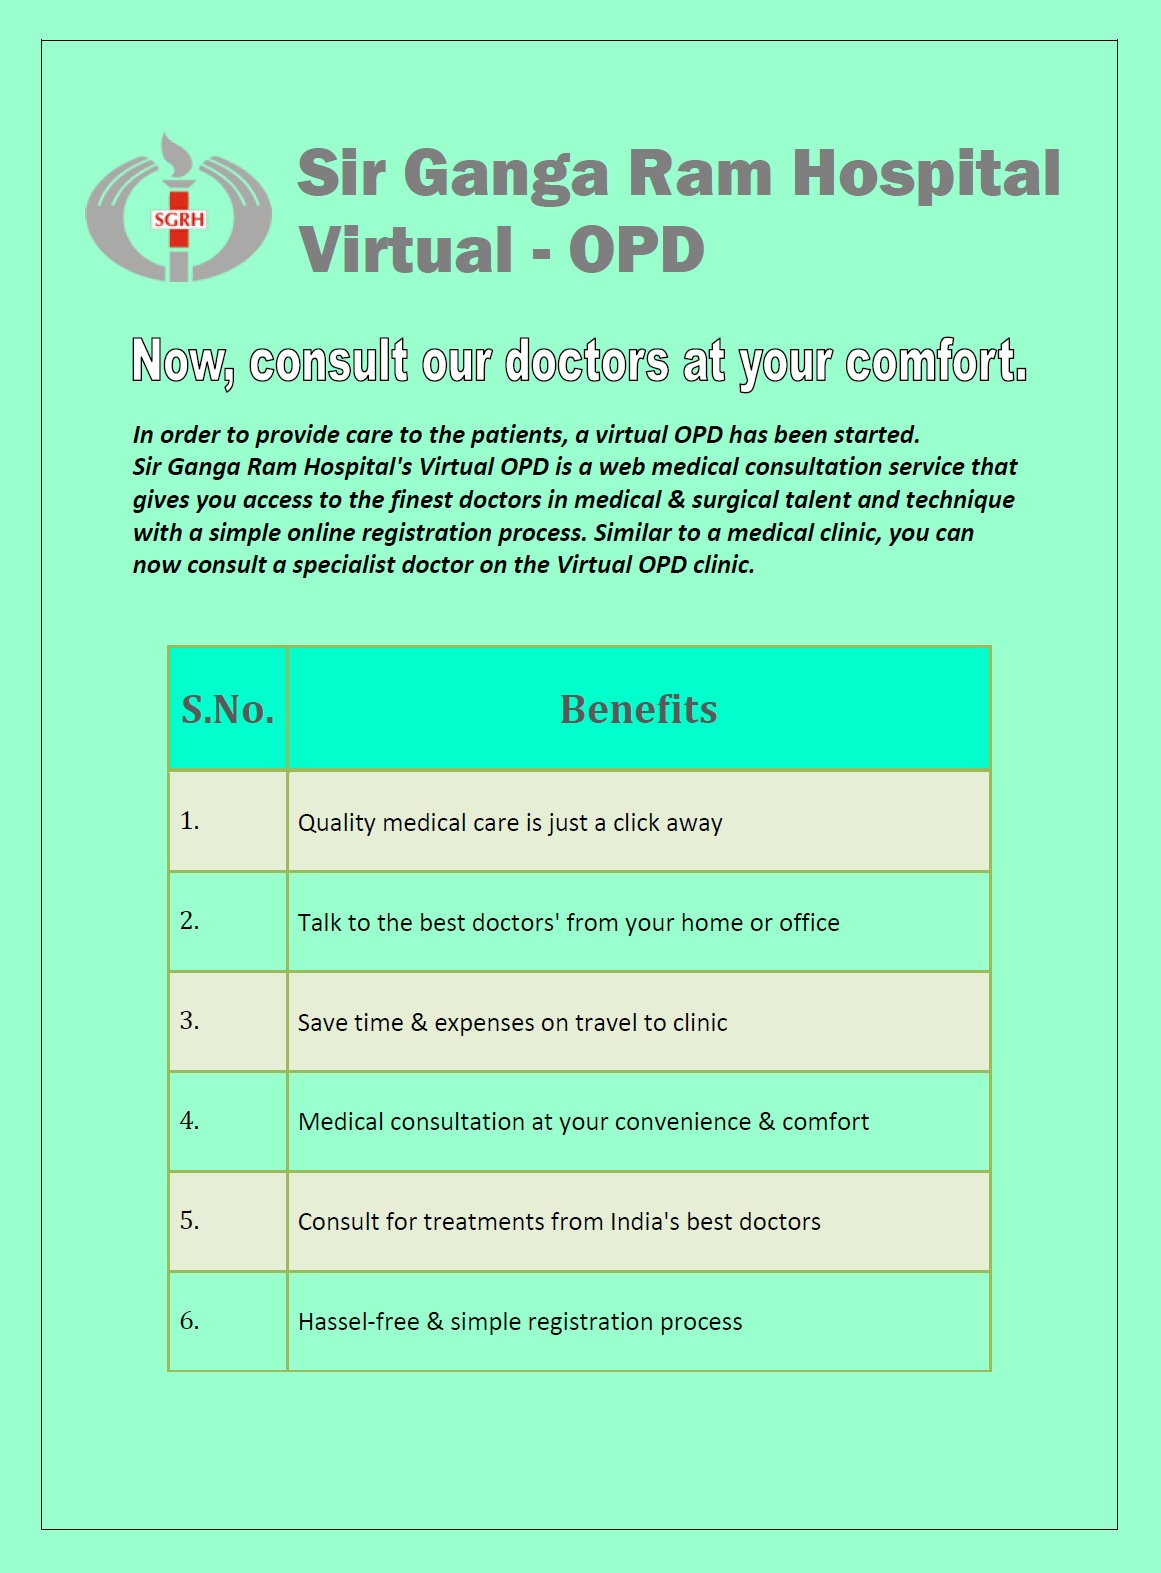 SGRH
Sir Ganga Ram Hospital
Virtual - OPD
Now, consult our doctors at your comfort.
In order to provide care to the patients, a virtual OPD has been started.
Sir Ganga Ram Hospital's Virtual OPD is a web medical consultation service that
gives you access to the finest doctors in medical & surgical talent and technique
with a simple online registration process. Similar to a medical clinic, you can
now consult a specialist doctor on the Virtual OPD clinic.
S.No. Benefits
1. Quality medical care is just a click away
2. Talk to the best doctors' from your home or office
3. Save time & expenses on travel to clinic
4. Medical consultation at your convenience & comfort
5. Consult for treatments from India's best doctors
6. Hassel-free & simple registration process